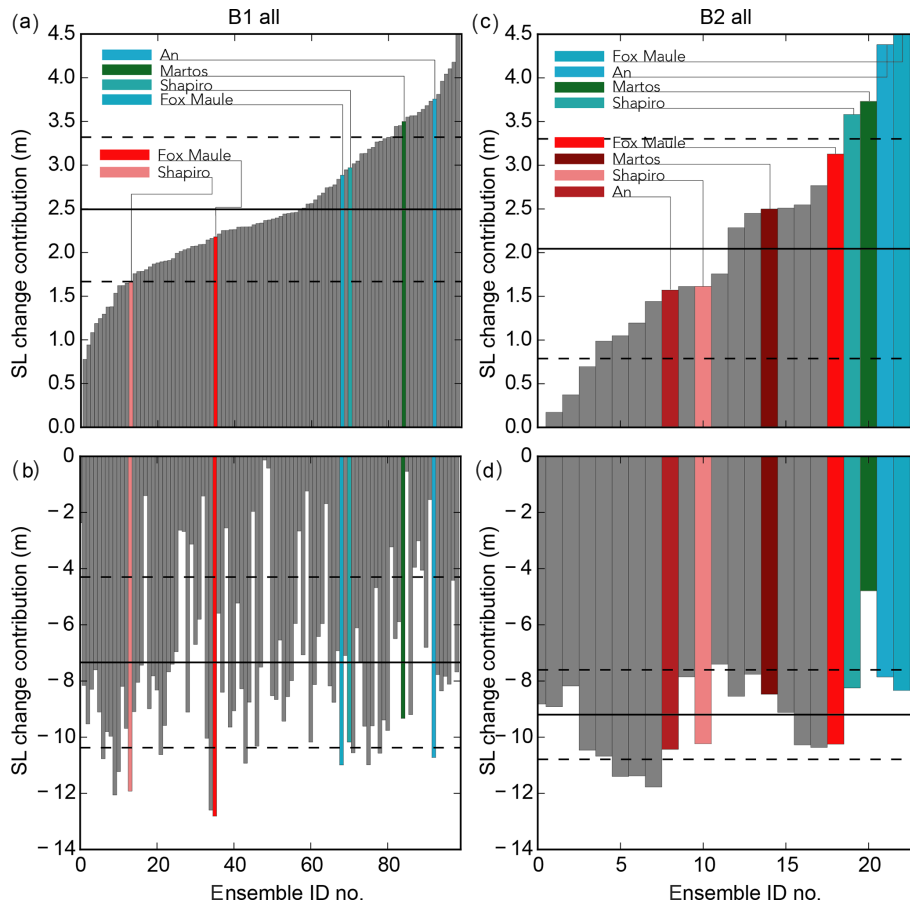 (a)
B1 all
SL change contribution (m)
4.5
4.0
3.5
3.0
2.5
2.0
1.5
1.0
0.5
0.0
An
Martos
Shapiro
Fox Maule
Fox Maule
Shapiro
(c)
B2 all
SL change contribution (m)
4.5
4.0
3.5
3.0
2.5
2.0
1.5
1.0
0.5
0.0
Fox Maule
An
Martos
Shapiro
Fox Maule
Martos
Shapiro
An
(b)
SL change contribution (m)
0
−2
−4
−6
−8
−10
−12
−14
0 20 40 60 80
Ensemble ID no.
(d)
SL change contribution (m)
0
−2
−4
−6
−8
−10
−12
−14
0 5 10 15 20
Ensemble ID no.